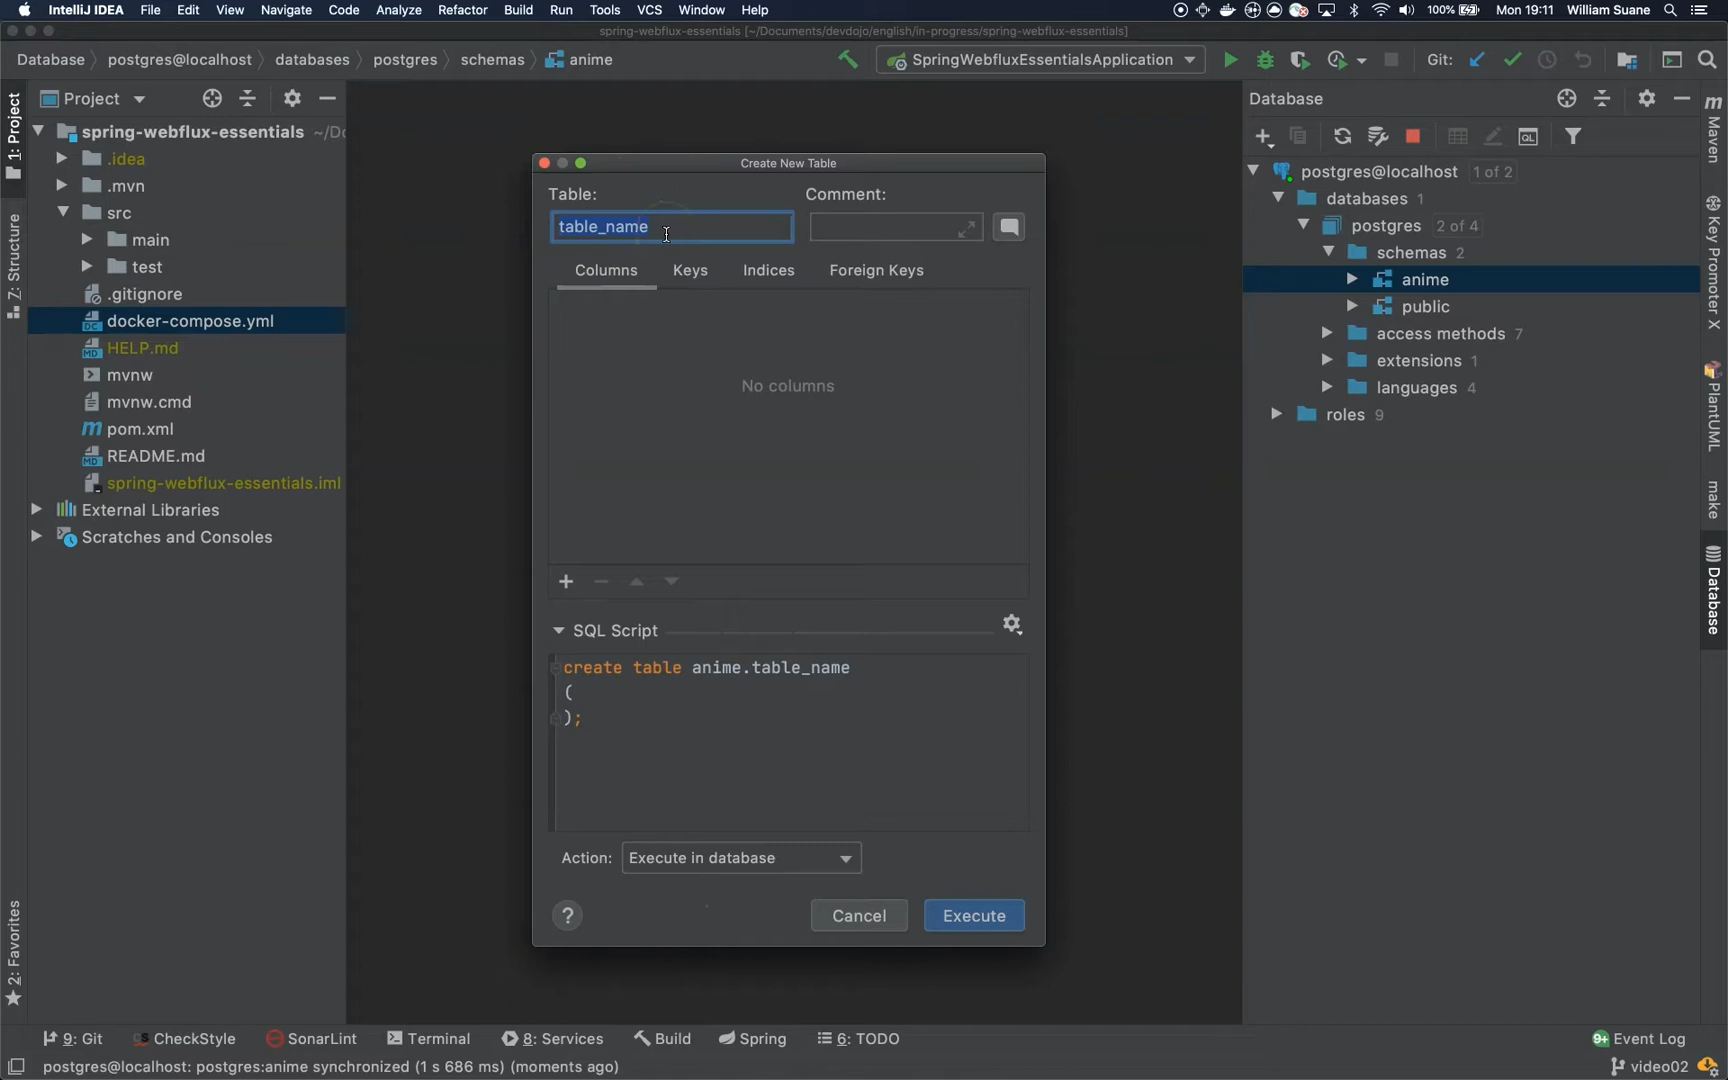 IntelliJ IDEA File Edit View Navigate Code Analyze Refactor Build Run Tools VCS Window Help 100% Mon 19:11 William Suane
spring-webflux-essentials [~/Documents/devdojo/english/in-progress/spring-webflux-essentials]
Database postgres@localhost databases postgres schemas anime SpringWebfluxEssentialsApplication Git:
1: Project
Z: Structure
2: Favorites
Project
spring-webflux-essentials ~/Do
.idea
.mvn
src
main
test
.gitignore
docker-compose.yml
HELP.md
mvnw
mvnw.cmd
pom.xml
README.md
spring-webflux-essentials.iml
External Libraries
Scratches and Consoles
Create New Table
Table: Comment:
table_name
Columns Keys Indices Foreign Keys
No columns
SQL Script
create table anime.table_name
(
);
Action: Execute in database
? Cancel Execute
Database
postgres@localhost 1 of 2
databases 1
postgres 2 of 4
schemas 2
anime
public
access methods 7
extensions 1
languages 4
roles 9
m Maven
Key Promoter X
PlantUML
make
Database
9: Git CheckStyle SonarLint Terminal 8: Services Build Spring 6: TODO 9+ Event Log
postgres@localhost: postgres:anime synchronized (1 s 686 ms) (moments ago) video02